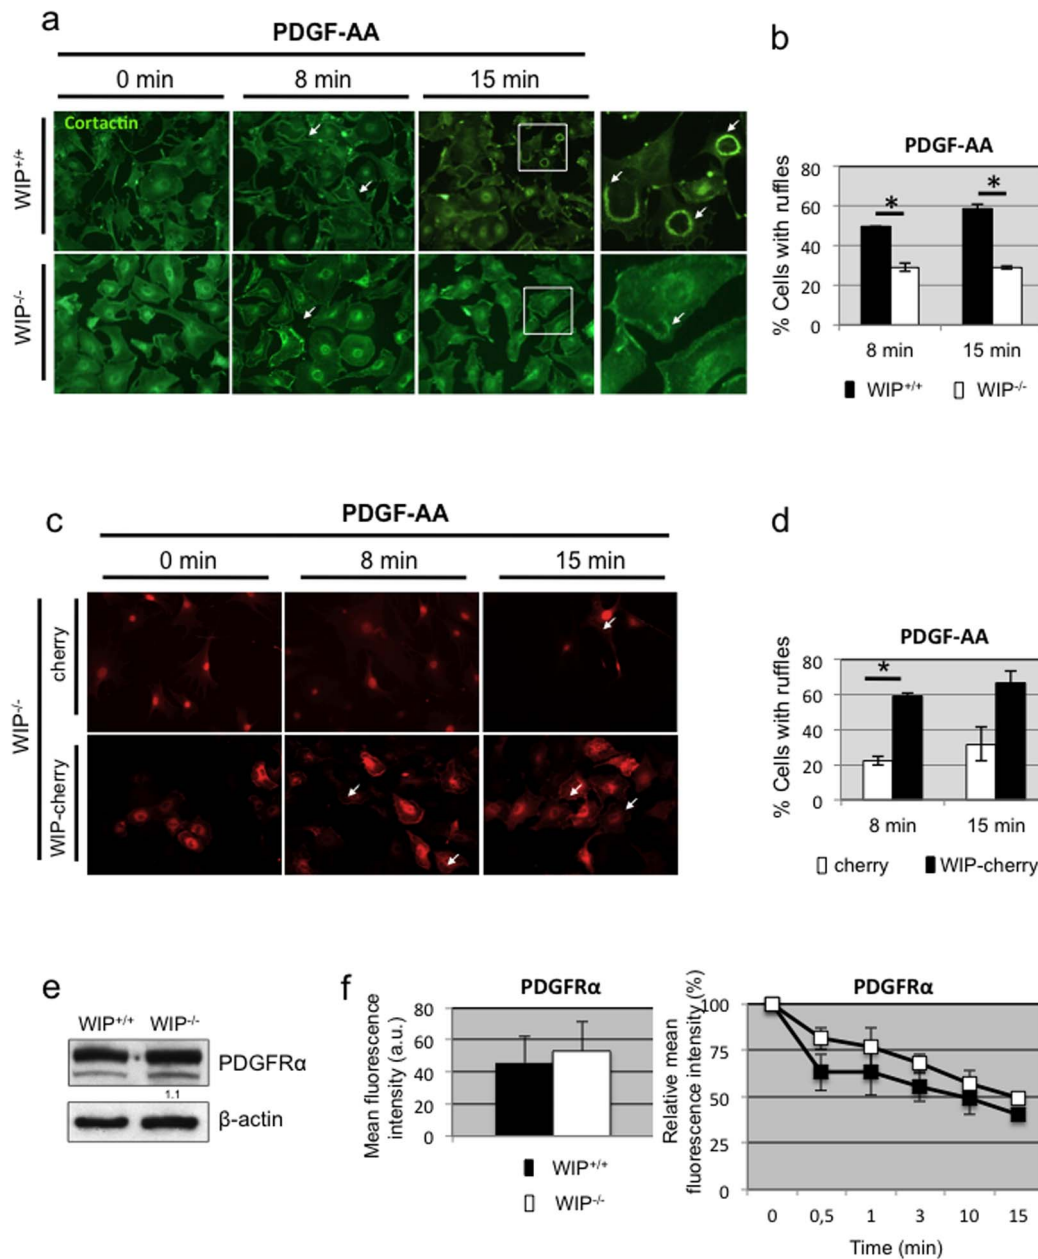 a
PDGF-AA
0 min 8 min 15 min
Cortactin
WIP+/+
WIP-/-
b
PDGF-AA
% Cells with ruffles
80
60
40
20
0
*
*
8 min 15 min
WIP+/+ WIP-/-
c
PDGF-AA
0 min 8 min 15 min
WIP-/-
cherry
WIP-cherry
d
PDGF-AA
% Cells with ruffles
80
60
40
20
0
*
8 min 15 min
cherry WIP-cherry
e
WIP+/+ WIP-/-
PDGFRα
1.1
β-actin
f
PDGFRα
Mean fluorescence
intensity (a.u.)
80
60
40
20
0
WIP+/+
WIP-/-
PDGFRα
Relative mean
fluorescence intensity (%)
100
75
50
25
0
0 0,5 1 3 10 15
Time (min)